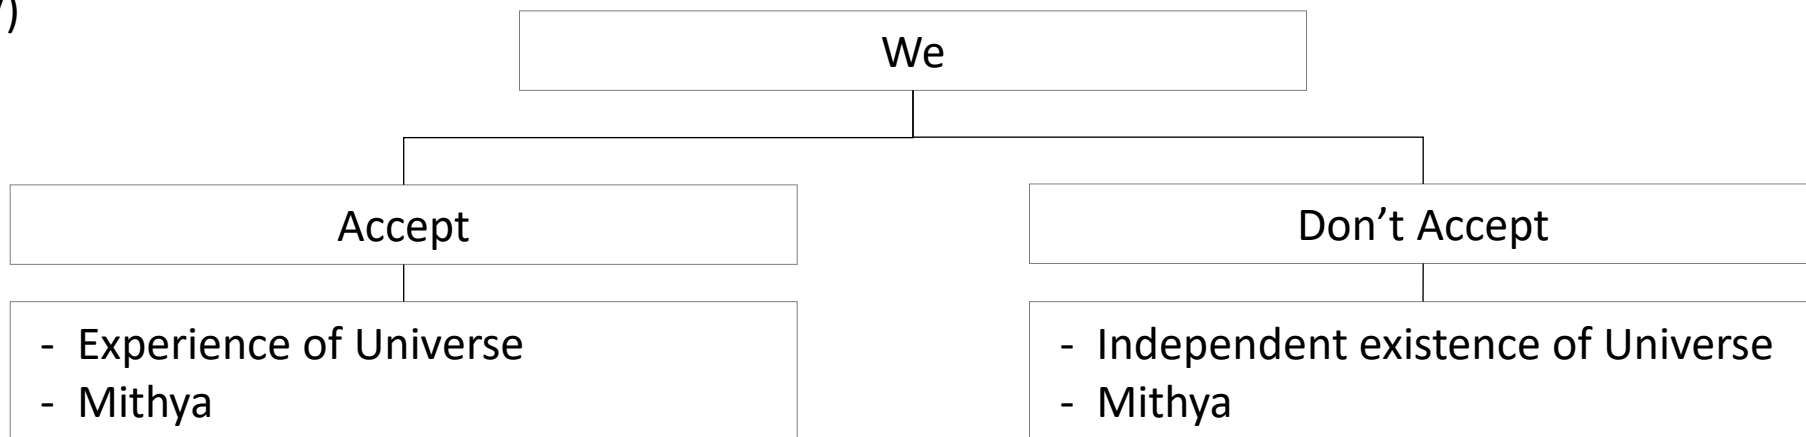 We
Accept
Don't Accept
- Experience of Universe
- Mithya
- Independent existence of Universe
- Mithya